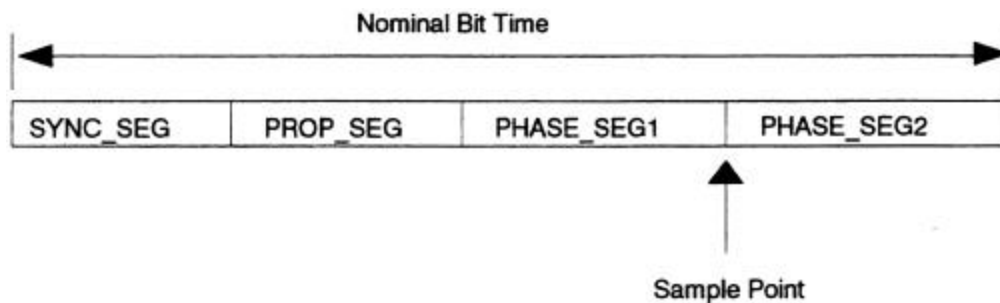 Nominal Bit Time
SYNC_SEG PROP_SEG PHASE_SEG1 PHASE_SEG2
Sample Point